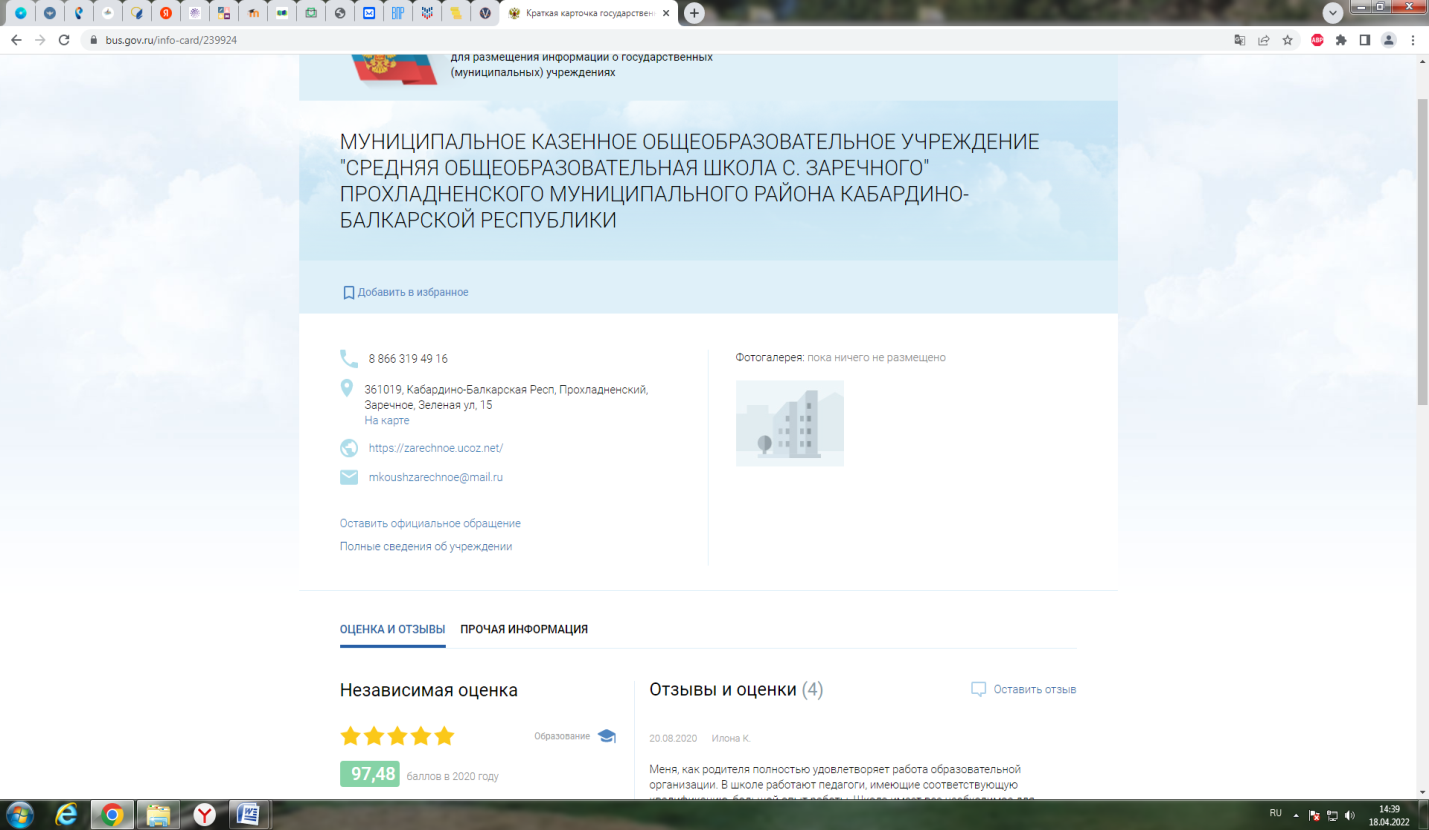 Краткая карточка государствен
bus.gov.ru/info-card/239924
ABP
для размещения информации о государственных
(муниципальных) учреждениях
МУНИЦИПАЛЬНОЕ КАЗЕННОЕ ОБЩЕОБРАЗОВАТЕЛЬНОЕ УЧРЕЖДЕНИЕ
"СРЕДНЯЯ ОБЩЕОБРАЗОВАТЕЛЬНАЯ ШКОЛА С. ЗАРЕЧНОГО"
ПРОХЛАДНЕНСКОГО МУНИЦИПАЛЬНОГО РАЙОНА КАБАРДИНО-
БАЛКАРСКОЙ РЕСПУБЛИКИ
Добавить в избранное
8 866 319 49 16
Фотогалерея: пока ничего не размещено
361019, Кабардино-Балкарская Респ, Прохладненский,
Заречное, Зеленая ул, 15
На карте
https://zarechnoe.ucoz.net/
mkoushzarechnoe@mail.ru
Оставить официальное обращение
Полные сведения об учреждении
ОЦЕНКА И ОТЗЫВЫ ПРОЧАЯ ИНФОРМАЦИЯ
Независимая оценка
Образование
97,48 баллов в 2020 году
Отзывы и оценки (4)
Оставить отзыв
20.08.2020 Илона К.
Меня, как родителя полностью удовлетворяет работа образовательной
организации. В школе работают педагоги, имеющие соответствующую
RU
14:39
18.04.2022